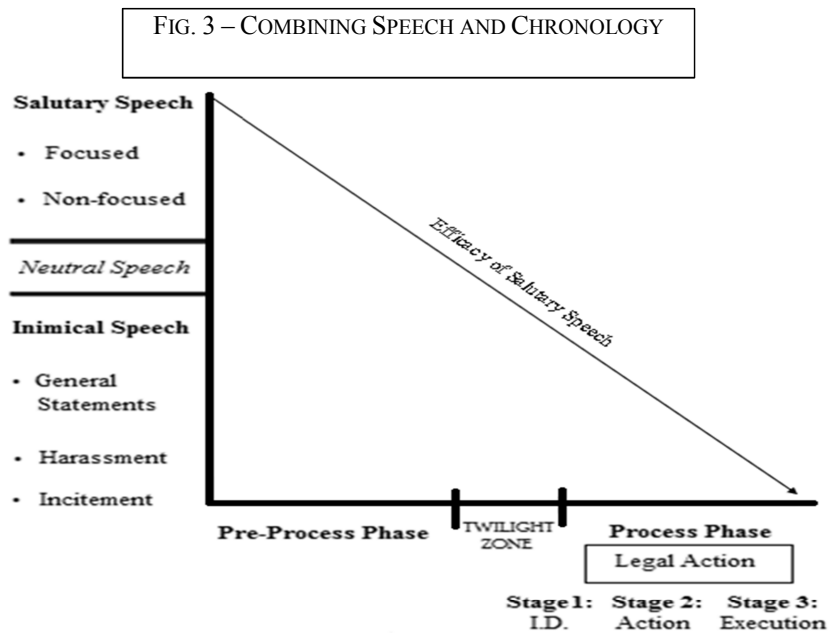 FIG. 3 – COMBINING SPEECH AND CHRONOLOGY
Salutary Speech
• Focused
• Non-focused
Neutral Speech
Inimical Speech
• General
Statements
• Harassment
• Incitement
Efficacy of Salutary Speech
Pre-Process Phase
TWILIGHT
ZONE
Process Phase
Legal Action
Stage1:
I.D.
Stage 2:
Action
Stage 3:
Execution